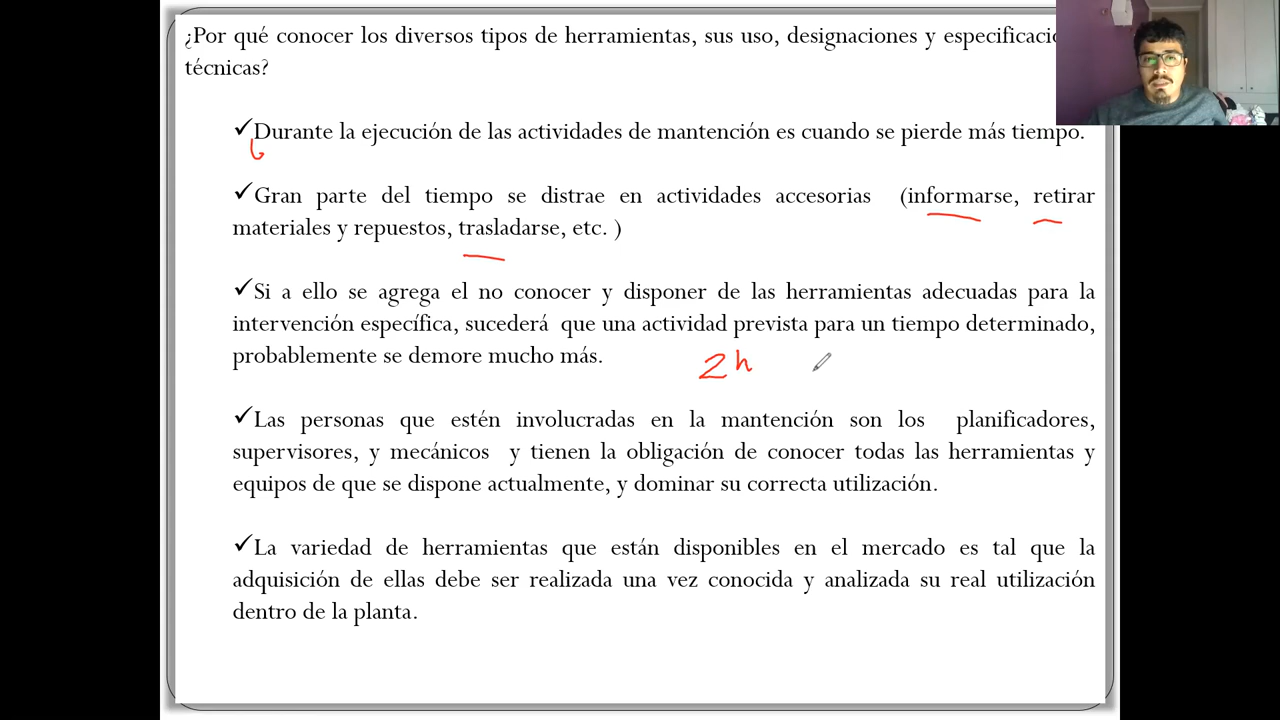 ¿Por qué conocer los diversos tipos de herramientas, sus uso, designaciones y
técnicas?
✓Durante la ejecución de las actividades de mantención es cuando se pierde más tiempo.
✓Gran parte del tiempo se distrae en actividades accesorias (informarse, retirar
materiales y repuestos, trasladarse, etc. )
✓Si a ello se agrega el no conocer y disponer de las herramientas adecuadas para la
intervención específica, sucederá que una actividad prevista para un tiempo determinado,
probablemente se demore mucho más.
2h
✓Las personas que estén involucradas en la mantención son los planificadores,
supervisores, y mecánicos y tienen la obligación de conocer todas las herramientas y
equipos de que se dispone actualmente, y dominar su correcta utilización.
✓La variedad de herramientas que están disponibles en el mercado es tal que la
adquisición de ellas debe ser realizada una vez conocida y analizada su real utilización
dentro de la planta.